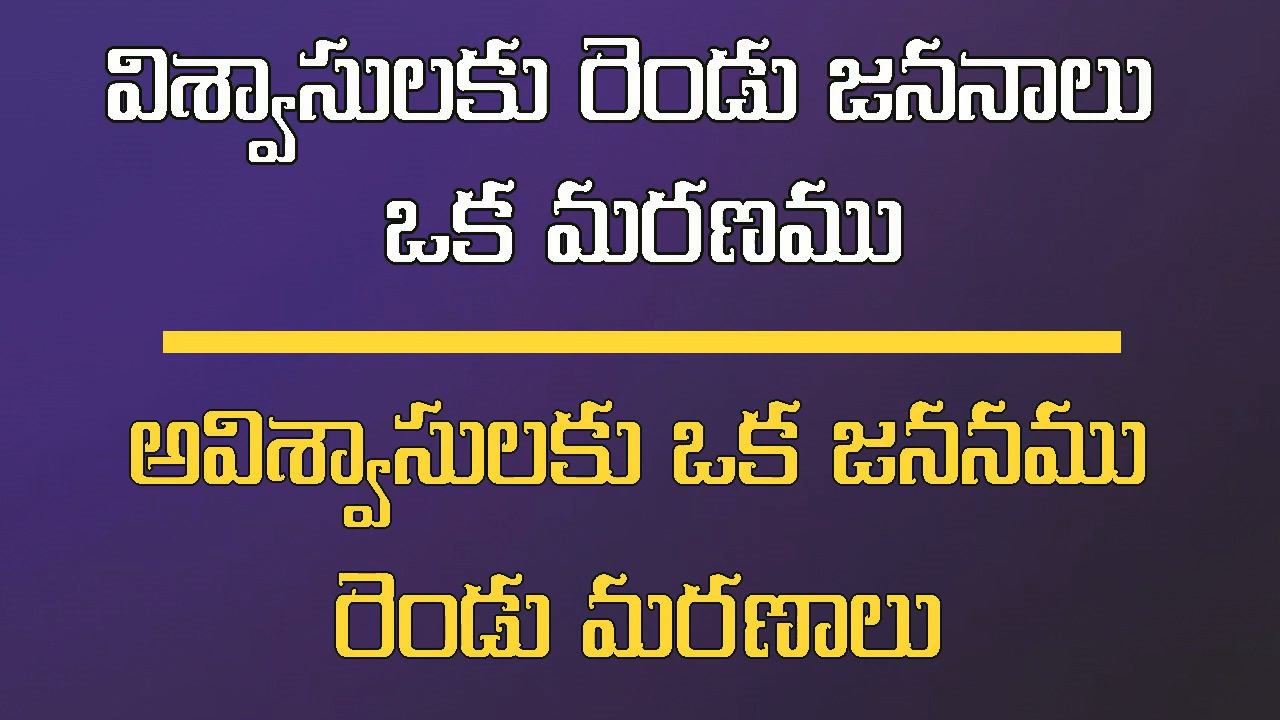 విశ్వాసులకు రెండు జననాలు
ఒక మరణము
అవిశ్వాసులకు ఒక జననము
రెండు మరణాలు